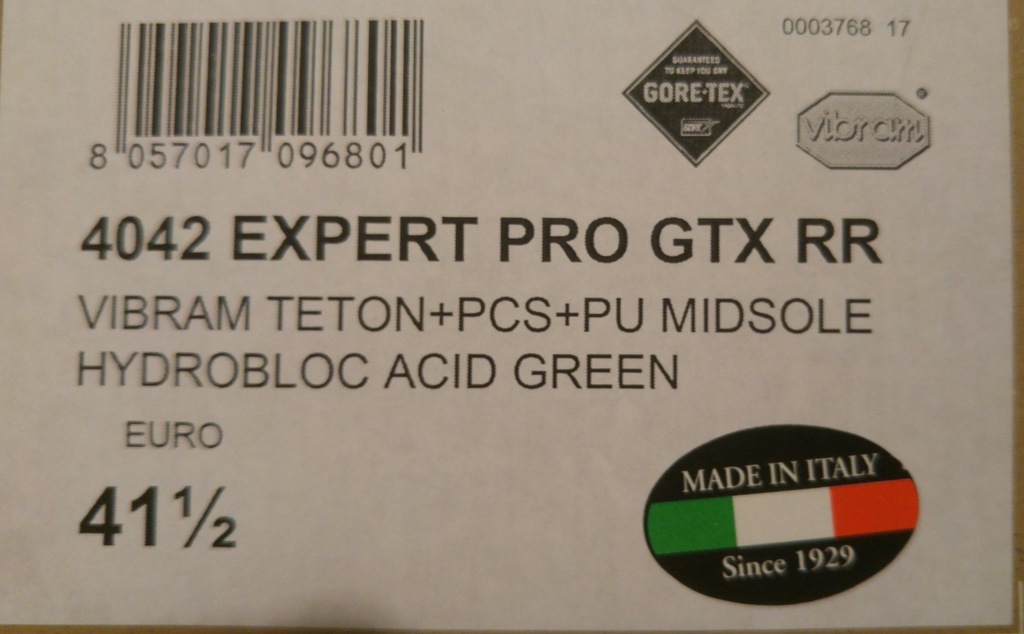 0003768 17
GUARANTEED
TO KEEP YOU DRY
GORE-TEX
GORE
vibram
8 057017 096801
4042 EXPERT PRO GTX RR
VIBRAM TETON+PCS+PU MIDSOLE
HYDROBLOC ACID GREEN
EURO
41½
MADE IN ITALY
Since 1929